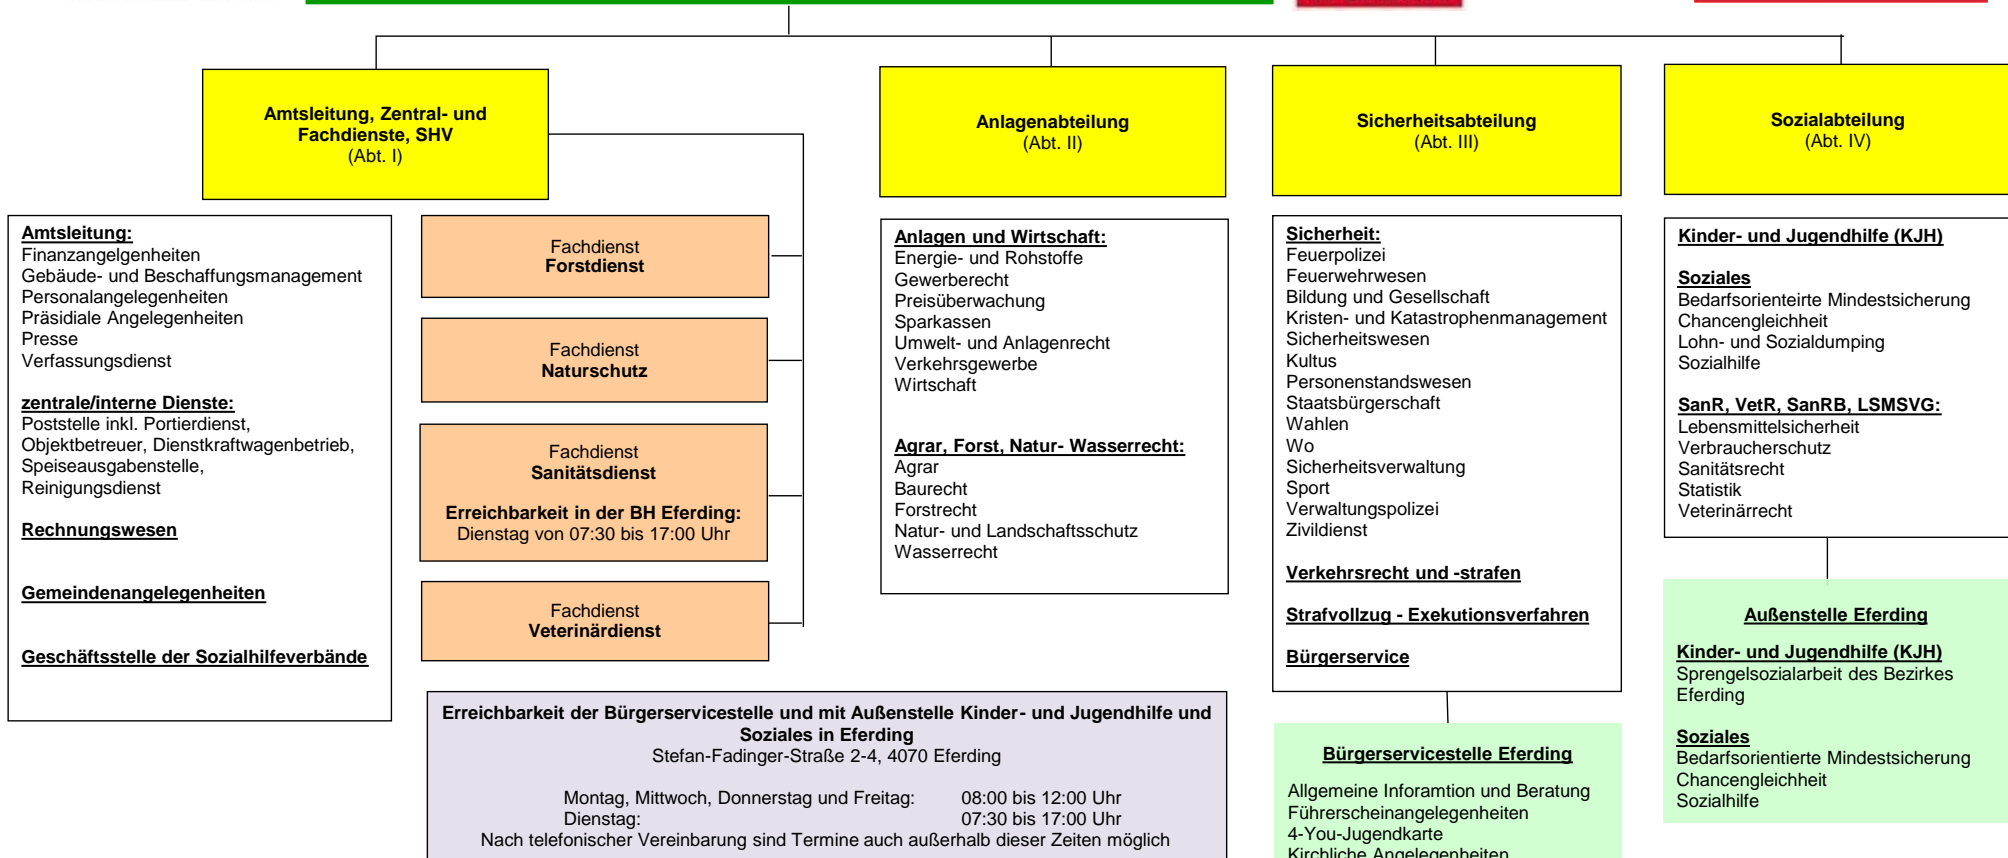 Amtsleitung, Zentral- und
Fachdienste, SHV
(Abt. I)
Anlagenabteilung
(Abt. II)
Sicherheitsabteilung
(Abt. III)
Sozialabteilung
(Abt. IV)
Amtsleitung:
Finanzangelgenheiten
Gebäude- und Beschaffungsmanagement
Personalangelegenheiten
Präsidiale Angelegenheiten
Presse
Verfassungsdienst
zentrale/interne Dienste:
Poststelle inkl. Portierdienst,
Objektbetreuer, Dienstkraftwagenbetrieb,
Speiseausgabenstelle,
Reinigungsdienst
Rechnungswesen
Gemeindenangelegenheiten
Geschäftsstelle der Sozialhilfeverbände
Fachdienst
Forstdienst
Fachdienst
Naturschutz
Fachdienst
Sanitätsdienst
Erreichbarkeit in der BH Eferding:
Dienstag von 07:30 bis 17:00 Uhr
Fachdienst
Veterinärdienst
Anlagen und Wirtschaft:
Energie- und Rohstoffe
Gewerberecht
Preisüberwachung
Sparkassen
Umwelt- und Anlagenrecht
Verkehrsgewerbe
Wirtschaft
Agrar, Forst, Natur- Wasserrecht:
Agrar
Baurecht
Forstrecht
Natur- und Landschaftsschutz
Wasserrecht
Sicherheit:
Feuerpolizei
Feuerwehrwesen
Bildung und Gesellschaft
Kristen- und Katastrophenmanagement
Sicherheitswesen
Kultus
Personenstandswesen
Staatsbürgerschaft
Wahlen
Wo
Sicherheitsverwaltung
Sport
Verwaltungspolizei
Zivildienst
Verkehrsrecht und -strafen
Strafvollzug - Exekutionsverfahren
Bürgerservice
Kinder- und Jugendhilfe (KJH)
Soziales
Bedarfsorienteirte Mindestsicherung
Chancengleichheit
Lohn- und Sozialdumping
Sozialhilfe
SanR, VetR, SanRB, LSMSVG:
Lebensmittelsicherheit
Verbraucherschutz
Sanitätsrecht
Statistik
Veterinärrecht
Erreichbarkeit der Bürgerservicestelle und mit Außenstelle Kinder- und Jugendhilfe und
Soziales in Eferding
Stefan-Fadinger-Straße 2-4, 4070 Eferding
Montag, Mittwoch, Donnerstag und Freitag: 08:00 bis 12:00 Uhr
Dienstag: 07:30 bis 17:00 Uhr
Nach telefonischer Vereinbarung sind Termine auch außerhalb dieser Zeiten möglich
Bürgerservicestelle Eferding
Allgemeine Inforamtion und Beratung
Führerscheinangelegenheiten
4-You-Jugendkarte
Kirchliche Angelegenheiten
Außenstelle Eferding
Kinder- und Jugendhilfe (KJH)
Sprengelsozialarbeit des Bezirkes
Eferding
Soziales
Bedarfsorientierte Mindestsicherung
Chancengleichheit
Sozialhilfe